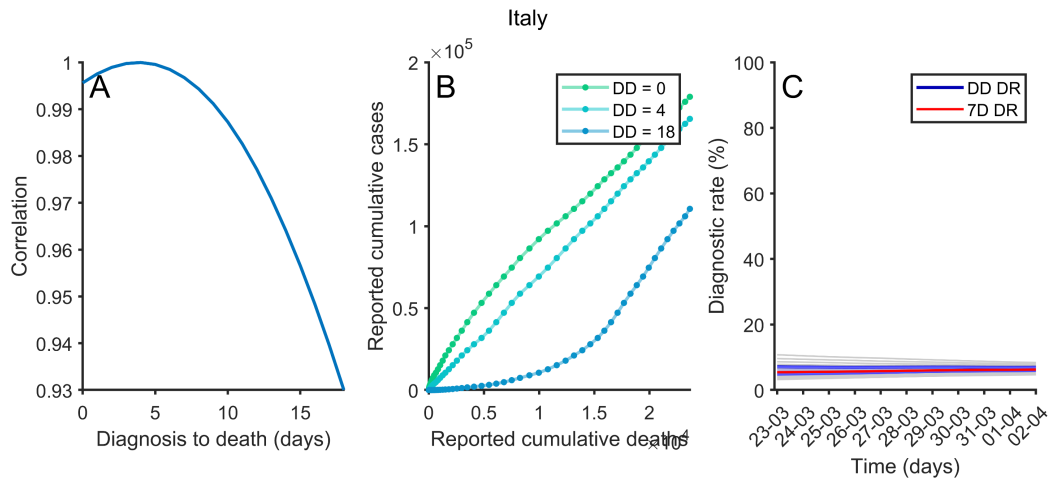 Italy
A
Correlation
1
0.99
0.98
0.97
0.96
0.95
0.94
0.93
0
5
10
15
Diagnosis to death (days)
B
×10^5
Reported cumulative cases
2
1.5
1
0.5
0
DD = 0
DD = 4
DD = 18
0
0.5
1
1.5
2
Reported cumulative deaths
×10^4
C
Diagnostic rate (%)
100
80
60
40
20
0
DD DR
7D DR
23-03
24-03
25-03
26-03
27-03
28-03
29-03
30-03
31-03
01-04
02-04
Time (days)